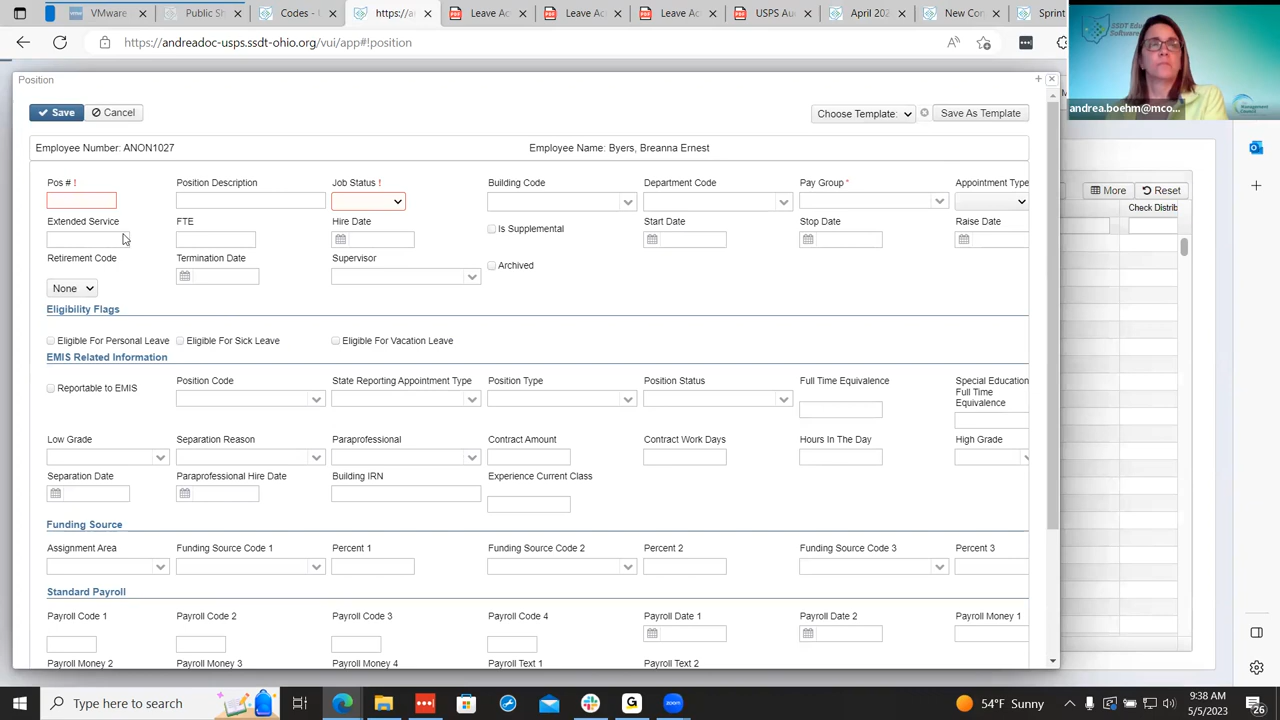 VMware
Publish
Codes -
https://a
Leave Ac
Leave Ac
Leave Ac
USPS Au
April 202
New Con
Sprint
https://andreadoc-usps.ssdt-ohio.org/vui/app#!position
Position
Save
Cancel
Choose Template:
Save As Template
Employee Number: ANON1027
Employee Name: Byers, Breanna Ernest
Pos # !
Position Description
Job Status !
Building Code
Department Code
Pay Group *
Appointment Type
Extended Service
FTE
Hire Date
Is Supplemental
Start Date
Stop Date
Raise Date
Retirement Code
Termination Date
Supervisor
Archived
None
Eligibility Flags
Eligible For Personal Leave
Eligible For Sick Leave
Eligible For Vacation Leave
EMIS Related Information
Reportable to EMIS
Position Code
State Reporting Appointment Type
Position Type
Position Status
Full Time Equivalence
Special Education
Full Time
Equivalence
Low Grade
Separation Reason
Paraprofessional
Contract Amount
Contract Work Days
Hours In The Day
High Grade
Separation Date
Paraprofessional Hire Date
Building IRN
Experience Current Class
Funding Source
Assignment Area
Funding Source Code 1
Percent 1
Funding Source Code 2
Percent 2
Funding Source Code 3
Percent 3
Standard Payroll
Payroll Code 1
Payroll Code 2
Payroll Code 3
Payroll Code 4
Payroll Date 1
Payroll Date 2
Payroll Money 1
Payroll Money 2
Payroll Money 3
Payroll Money 4
Payroll Text 1
Payroll Text 2
More
Reset
Check Distrib
SSDT Edu
Software
Management
Council
andrea.boehm@mco...
Type here to search
54°F Sunny
9:38 AM
5/5/2023
26